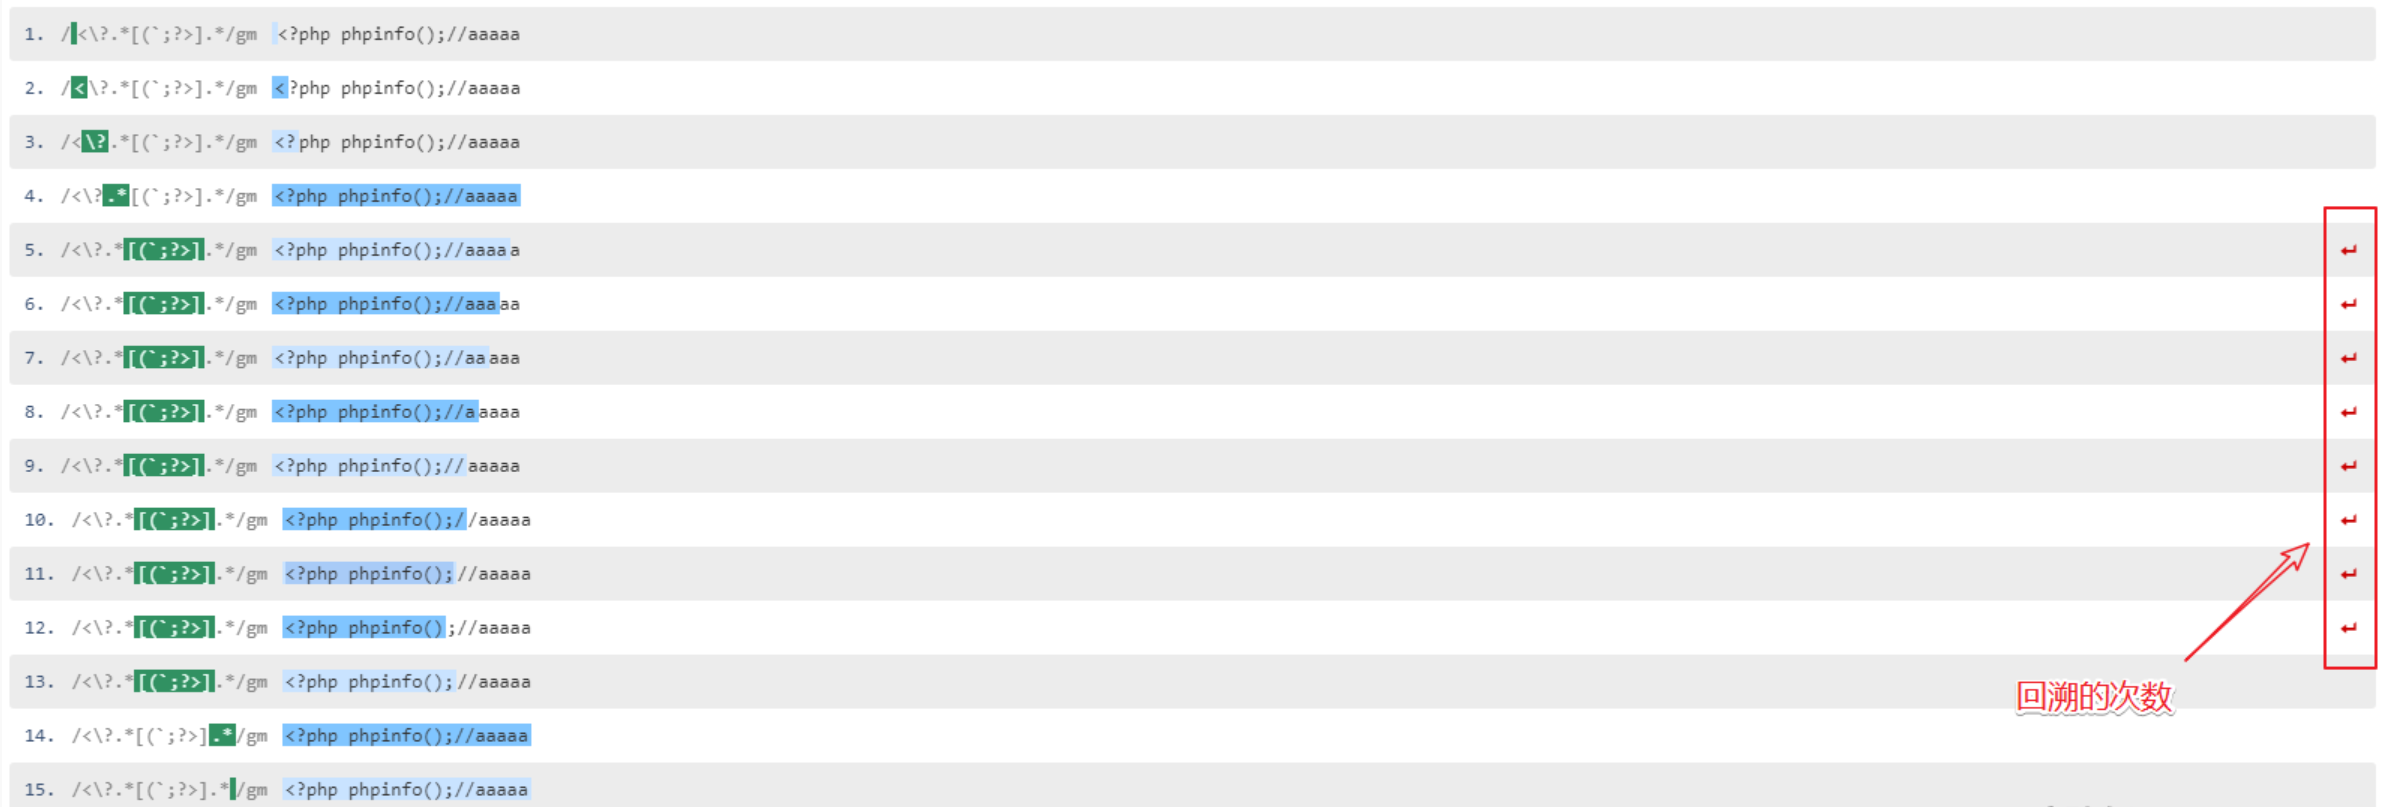 1. /<\?.*[(`;?>].*/gm <?php phpinfo();//aaaaa
2. /<\?.*[(`;?>].*/gm <?php phpinfo();//aaaaa
3. /<\?.*[(`;?>].*/gm <?php phpinfo();//aaaaa
4. /<\?.*[(`;?>].*/gm <?php phpinfo();//aaaaa
5. /<\?.*[(`;?>].*/gm <?php phpinfo();//aaaaa
6. /<\?.*[(`;?>].*/gm <?php phpinfo();//aaaaa
7. /<\?.*[(`;?>].*/gm <?php phpinfo();//aaaaa
8. /<\?.*[(`;?>].*/gm <?php phpinfo();//aaaaa
9. /<\?.*[(`;?>].*/gm <?php phpinfo();//aaaaa
10. /<\?.*[(`;?>].*/gm <?php phpinfo();//aaaaa
11. /<\?.*[(`;?>].*/gm <?php phpinfo();//aaaaa
12. /<\?.*[(`;?>].*/gm <?php phpinfo();//aaaaa
13. /<\?.*[(`;?>].*/gm <?php phpinfo();//aaaaa
回溯的次数
14. /<\?.*[(`;?>].*/gm <?php phpinfo();//aaaaa
15. /<\?.*[(`;?>].*/gm <?php phpinfo();//aaaaa